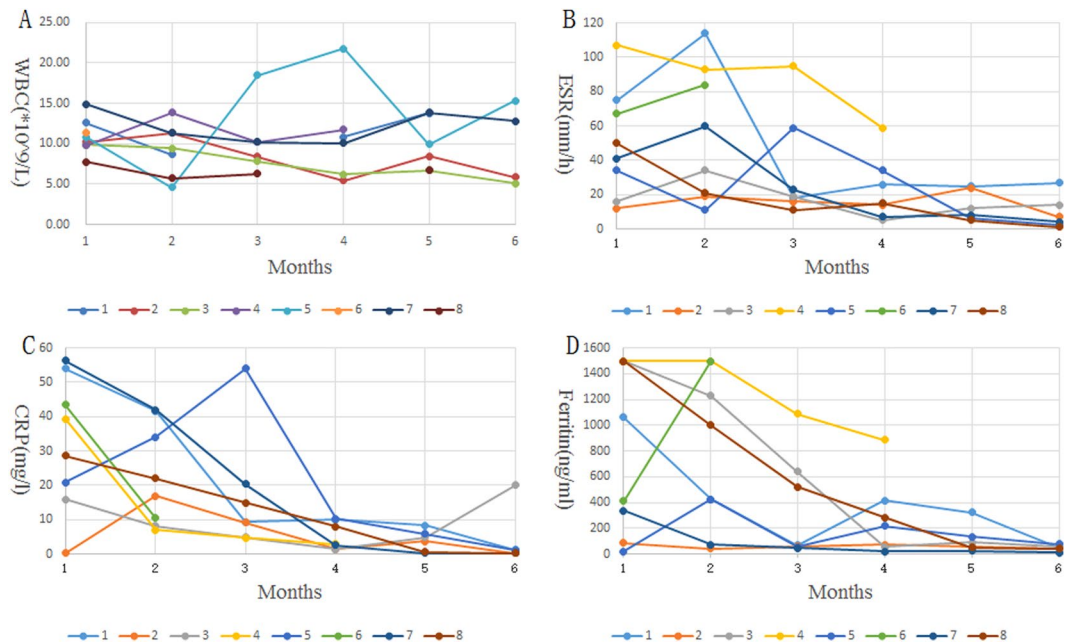 A
WBC(*10^9/L)
25.00
20.00
15.00
10.00
5.00
0.00
1 2 3 4 5 6
Months
1 2 3 4 5 6 7 8
B
ESR(mm/h)
120
100
80
60
40
20
0
1 2 3 4 5 6
Months
1 2 3 4 5 6 7 8
C
CRP(mg/l)
60
50
40
30
20
10
0
1 2 3 4 5 6
Months
1 2 3 4 5 6 7 8
D
Ferritin(ng/ml)
1600
1400
1200
1000
800
600
400
200
0
1 2 3 4 5 6
Months
1 2 3 4 5 6 7 8